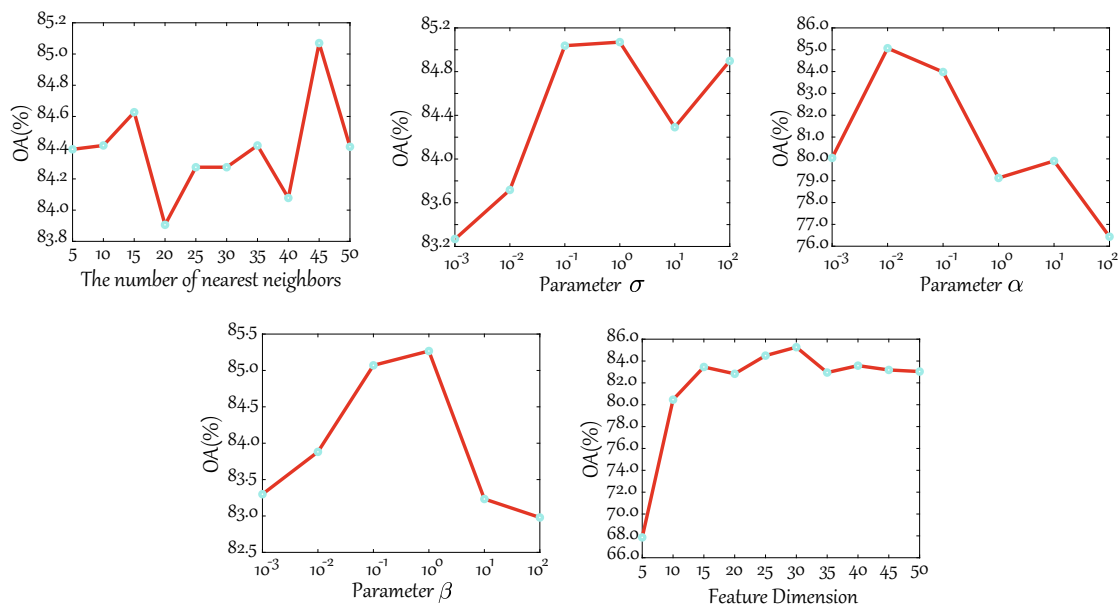 85.2
85.0
84.8
84.6
84.4
84.2
84.0
83.8
OA(%)
5 10 15 20 25 30 35 40 45 50
The number of nearest neighbors
85.2
84.8
84.4
84.0
83.6
83.2
OA(%)
10⁻³ 10⁻² 10⁻¹ 10⁰ 10¹ 10²
Parameter σ
86.0
85.0
84.0
83.0
82.0
81.0
80.0
79.0
78.0
77.0
76.0
OA(%)
10⁻³ 10⁻² 10⁻¹ 10⁰ 10¹ 10²
Parameter α
85.5
85.0
84.5
84.0
83.5
83.0
82.5
OA(%)
10⁻³ 10⁻² 10⁻¹ 10⁰ 10¹ 10²
Parameter β
86.0
84.0
82.0
80.0
78.0
76.0
74.0
72.0
70.0
68.0
66.0
OA(%)
5 10 15 20 25 30 35 40 45 50
Feature Dimension